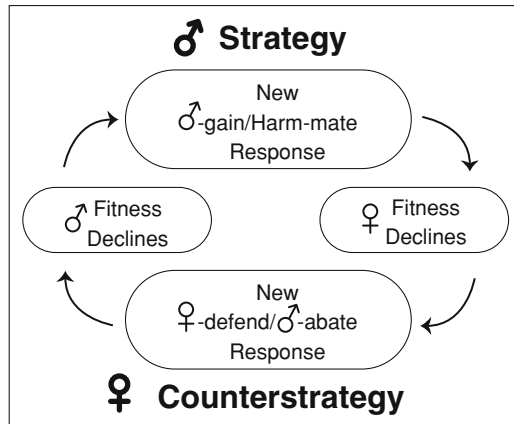 ♂ Strategy
New
♂-gain/Harm-mate
Response
♂ Fitness
Declines
♀ Fitness
Declines
New
♀-defend/♂-abate
Response
♀ Counterstrategy